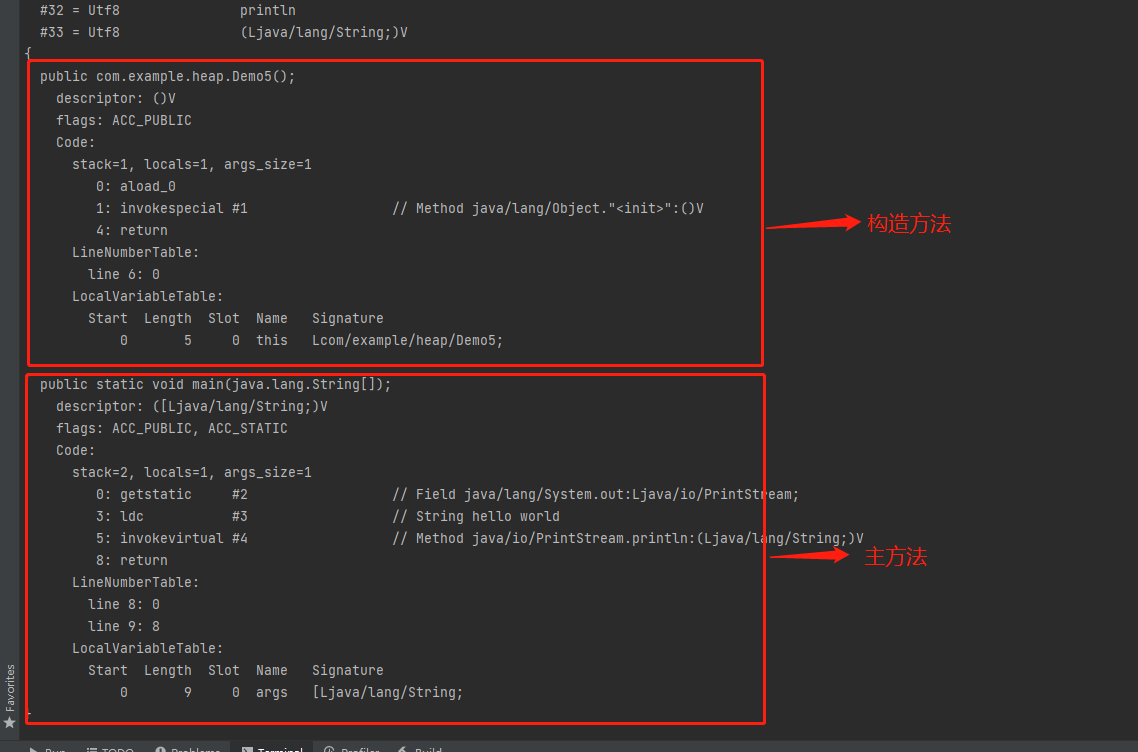 #32 = Utf8               println
#33 = Utf8               (Ljava/lang/String;)V
{
public com.example.heap.Demo5();
descriptor: ()V
flags: ACC_PUBLIC
Code:
stack=1, locals=1, args_size=1
0: aload_0
1: invokespecial #1                  // Method java/lang/Object."<init>":()V
4: return
LineNumberTable:
line 6: 0
LocalVariableTable:
Start  Length  Slot  Name   Signature
0       5     0  this   Lcom/example/heap/Demo5;
构造方法
public static void main(java.lang.String[]);
descriptor: ([Ljava/lang/String;)V
flags: ACC_PUBLIC, ACC_STATIC
Code:
stack=2, locals=1, args_size=1
0: getstatic     #2                  // Field java/lang/System.out:Ljava/io/PrintStream;
3: ldc           #3                  // String hello world
5: invokevirtual #4                  // Method java/io/PrintStream.println:(Ljava/lang/String;)V
8: return
主方法
LineNumberTable:
line 8: 0
line 9: 8
LocalVariableTable:
Start  Length  Slot  Name   Signature
0       9     0  args   [Ljava/lang/String;
Favorites
Run TODO Problems Terminal Profiler Build